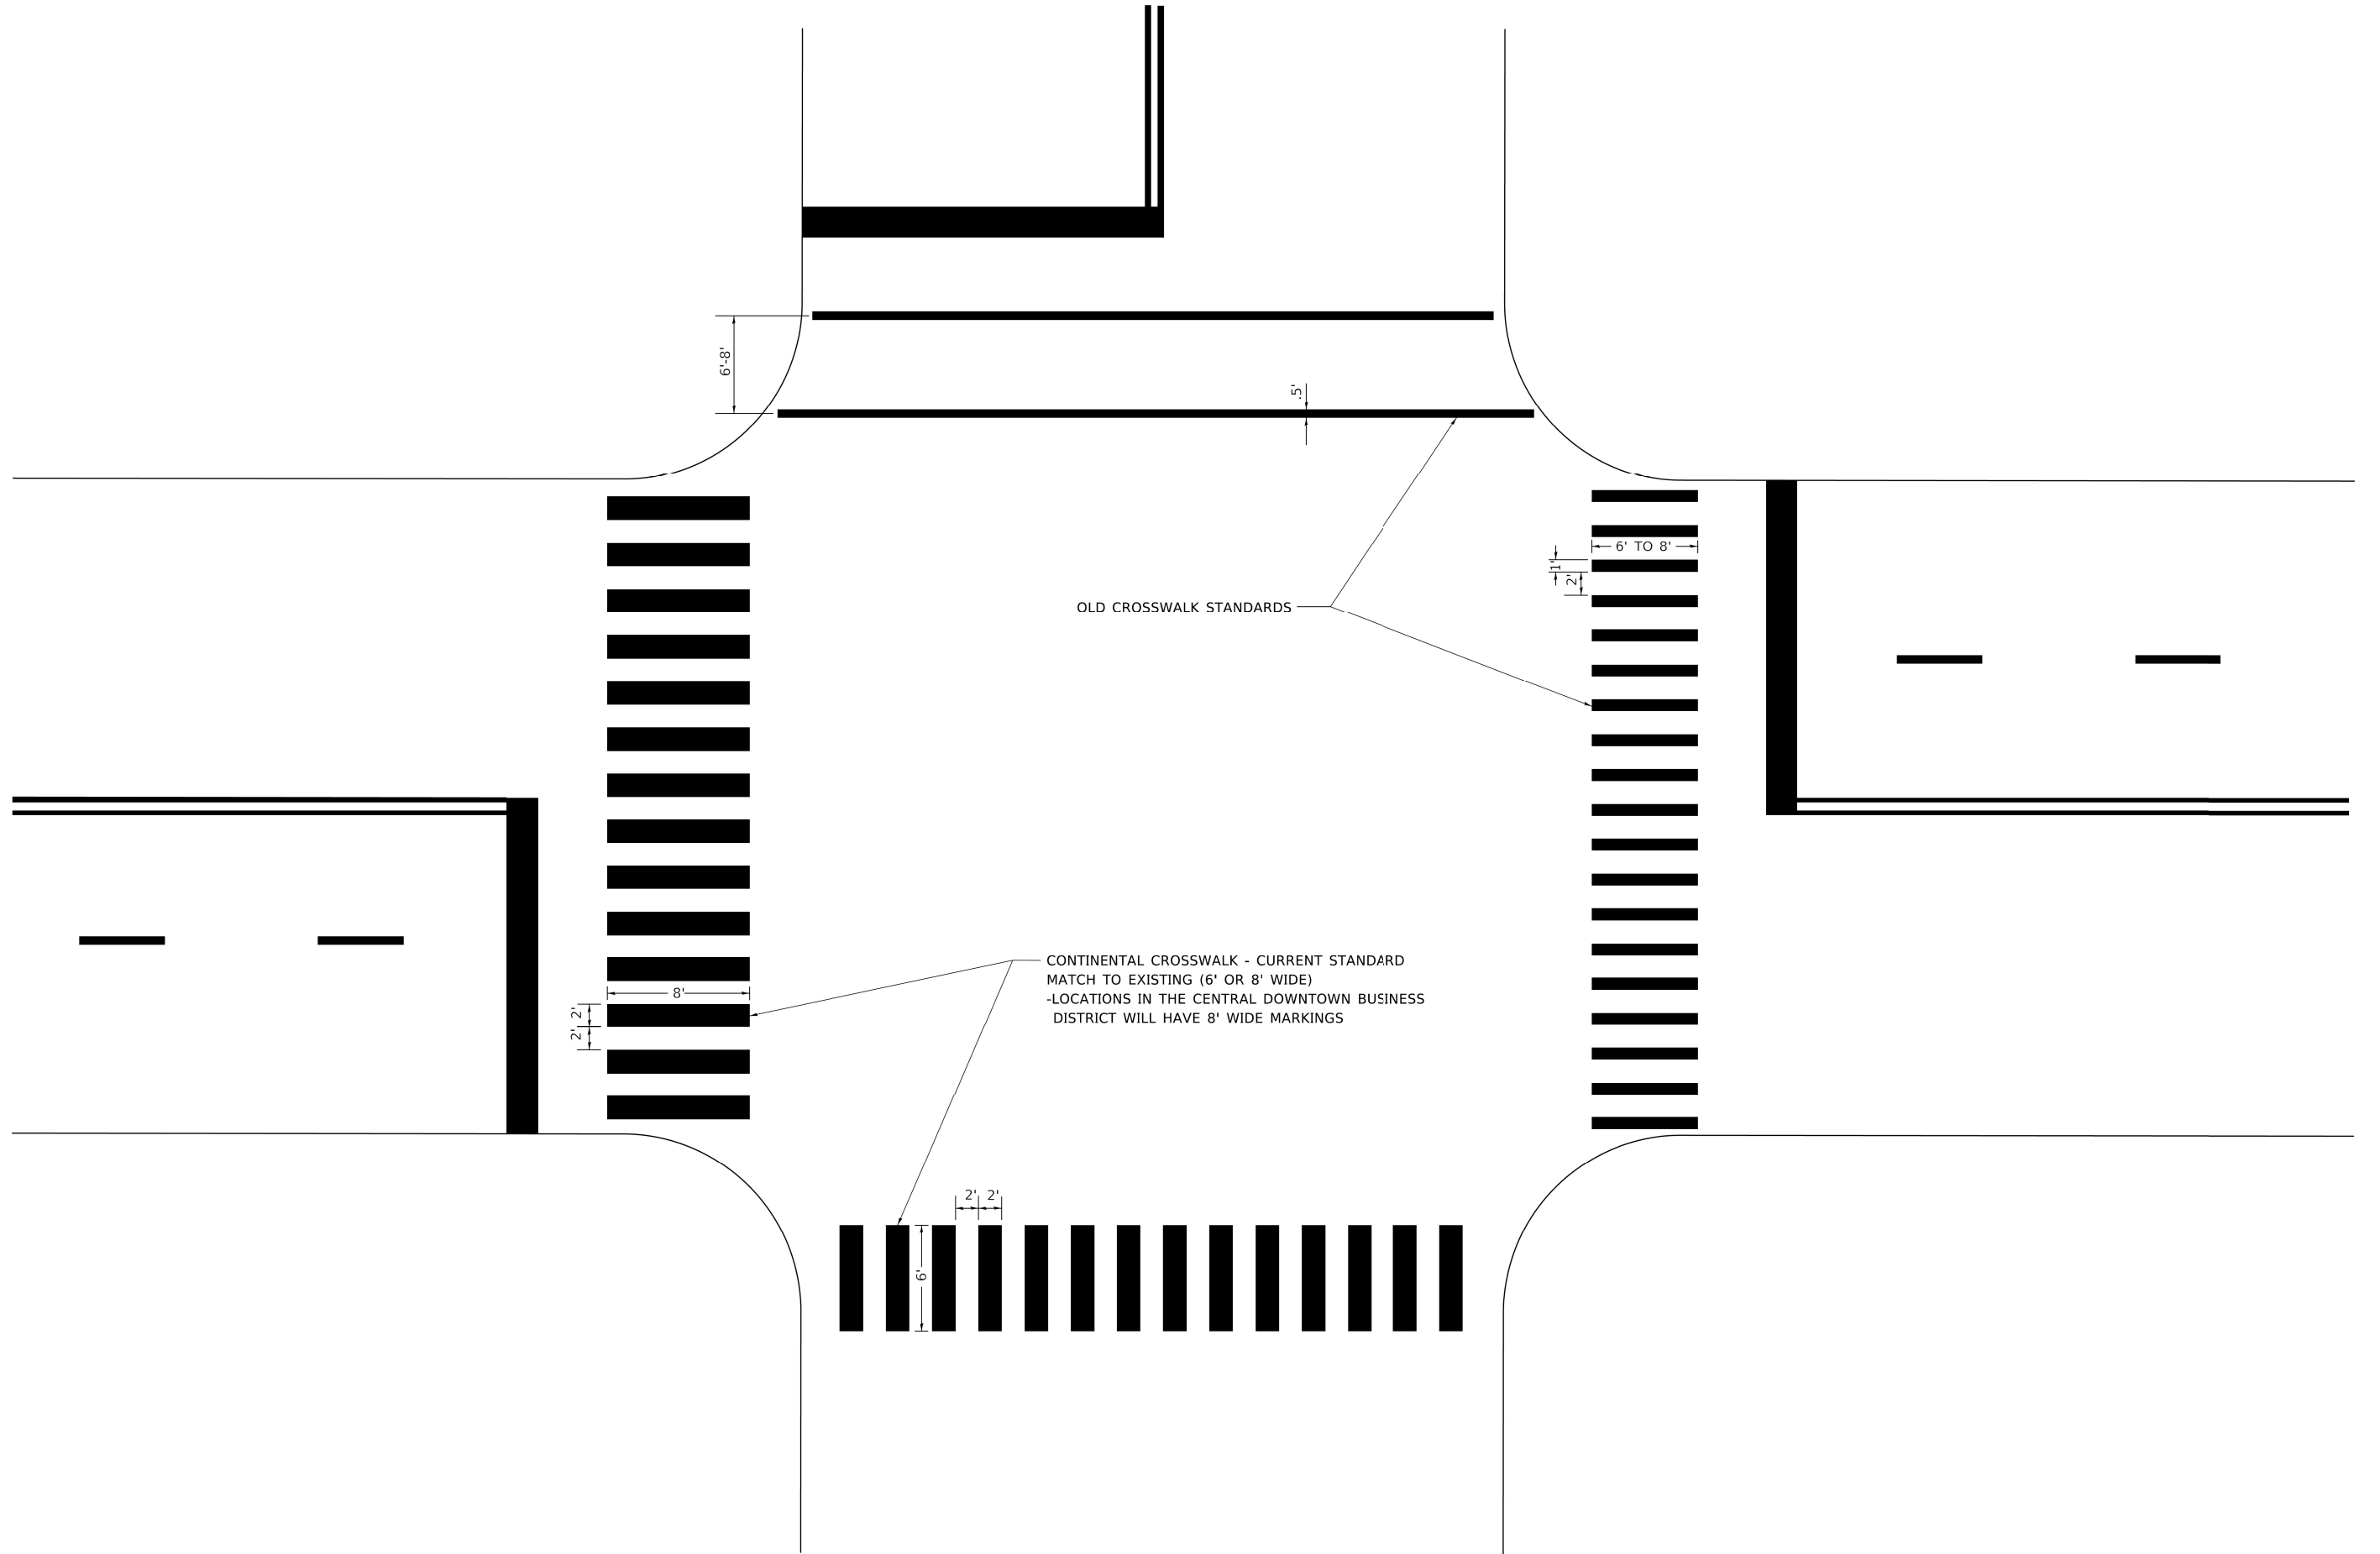 6'-8'
.5'
6' TO 8'
1'
2'
OLD CROSSWALK STANDARDS
CONTINENTAL CROSSWALK - CURRENT STANDARD
MATCH TO EXISTING (6' OR 8' WIDE)
-LOCATIONS IN THE CENTRAL DOWNTOWN BUSINESS
DISTRICT WILL HAVE 8' WIDE MARKINGS
8'
2'
2'
2'
2'
6'